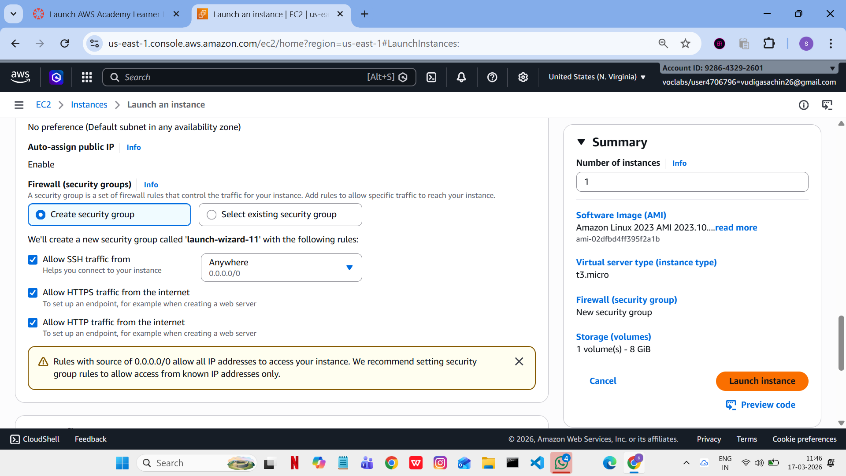 Launch AWS Academy Learner
Launch an instance | EC2 | us-e
us-east-1.console.aws.amazon.com/ec2/home?region=us-east-1#LaunchInstances:
aws
Search
[Alt+S]
United States (N. Virginia)
Account ID: 9286-4329-2601
voclabs/user4706796=vudigasachin26@gmail.com
EC2
Instances
Launch an instance
No preference (Default subnet in any availability zone)
Auto-assign public IP Info
Enable
Firewall (security groups) Info
A security group is a set of firewall rules that control the traffic for your instance. Add rules to allow specific traffic to reach your instance.
Create security group
Select existing security group
We'll create a new security group called 'launch-wizard-11' with the following rules:
Allow SSH traffic from
Helps you connect to your instance
Anywhere
0.0.0.0/0
Allow HTTPS traffic from the internet
To set up an endpoint, for example when creating a web server
Allow HTTP traffic from the internet
To set up an endpoint, for example when creating a web server
Rules with source of 0.0.0.0/0 allow all IP addresses to access your instance. We recommend setting security
group rules to allow access from known IP addresses only.
Summary
Number of instances Info
1
Software Image (AMI)
Amazon Linux 2023 AMI 2023.10....read more
ami-02dfbd4ff395f2a1b
Virtual server type (instance type)
t3.micro
Firewall (security group)
New security group
Storage (volumes)
1 volume(s) - 8 GiB
Cancel
Launch instance
Preview code
CloudShell
Feedback
© 2026, Amazon Web Services, Inc. or its affiliates.
Privacy
Terms
Cookie preferences
Search
ENG
IN
11:46
17-03-2026